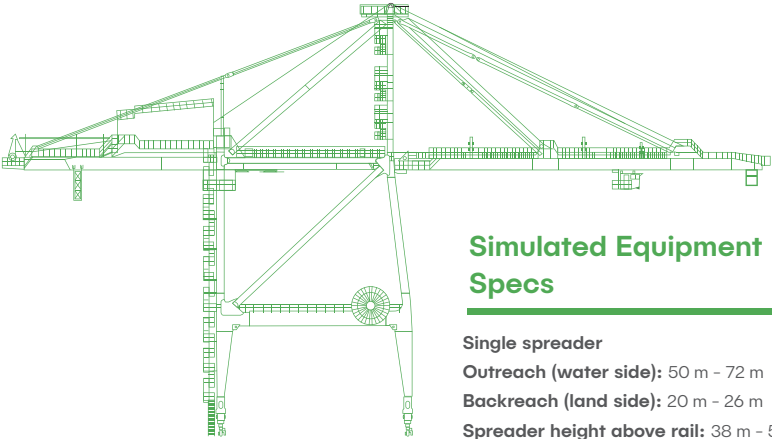 Simulated Equipment
Specs
Single spreader
Outreach (water side): 50 m - 72 m
Backreach (land side): 20 m - 26 m
Spreader height above rail: 38 m -